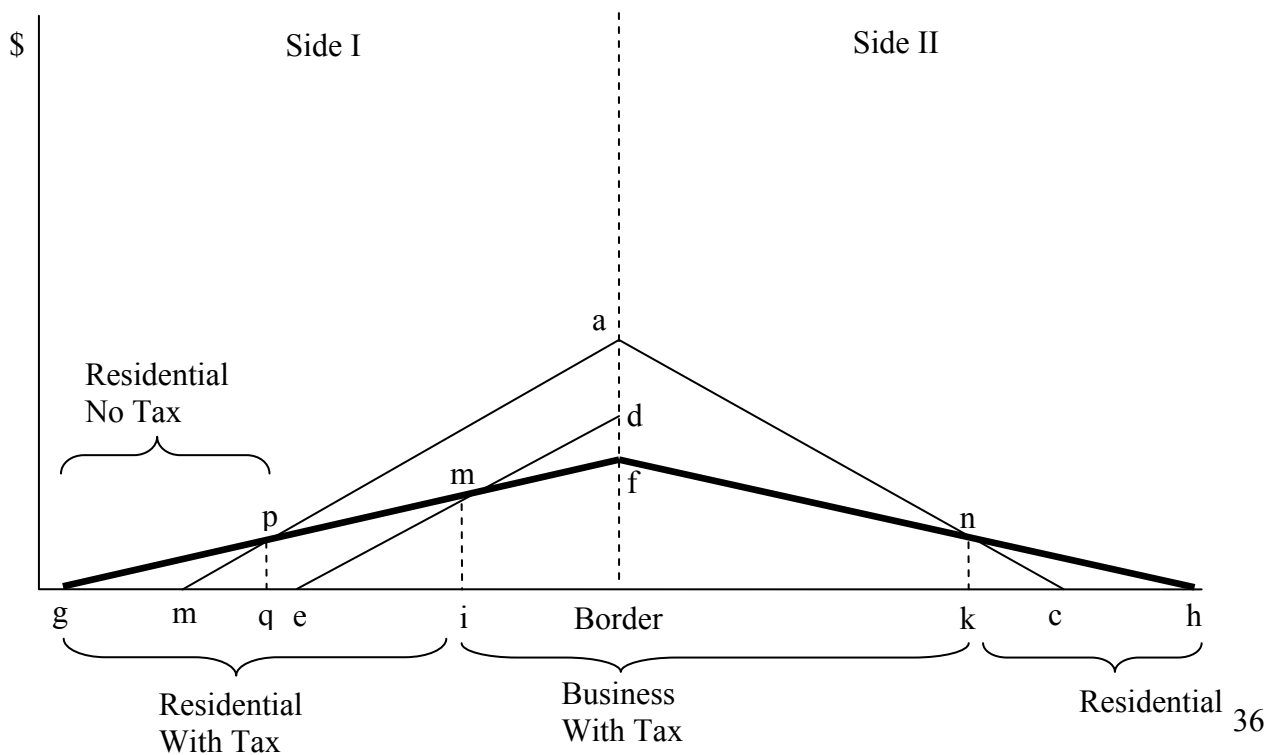 $
Side I
Side II
a
Residential
No Tax
d
m
f
p
n
g
m
q
e
i
Border
k
c
h
Residential
With Tax
Business
With Tax
Residential
36